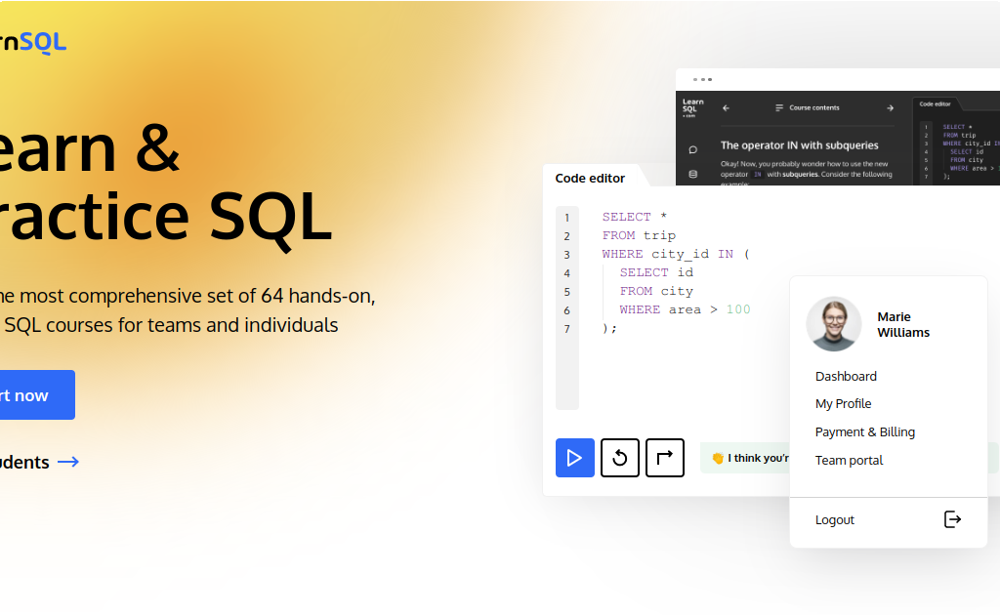 rnSQL
earn &
ractice SQL
he most comprehensive set of 64 hands-on,
SQL courses for teams and individuals
rt now
udents
Learn
SQL
• com
Course contents
The operator IN with subqueries
Okay! Now, you probably wonder how to use the new
operator IN with subqueries. Consider the following
example:
Code editor
1 SELECT *
2 FROM trip
3 WHERE city_id IN
4 SELECT id
5 FROM city
6 WHERE area >
7 );
Code editor
1 SELECT *
2 FROM trip
3 WHERE city_id IN (
4 SELECT id
5 FROM city
6 WHERE area > 100
7 );
I think you'r
Marie
Williams
Dashboard
My Profile
Payment & Billing
Team portal
Logout